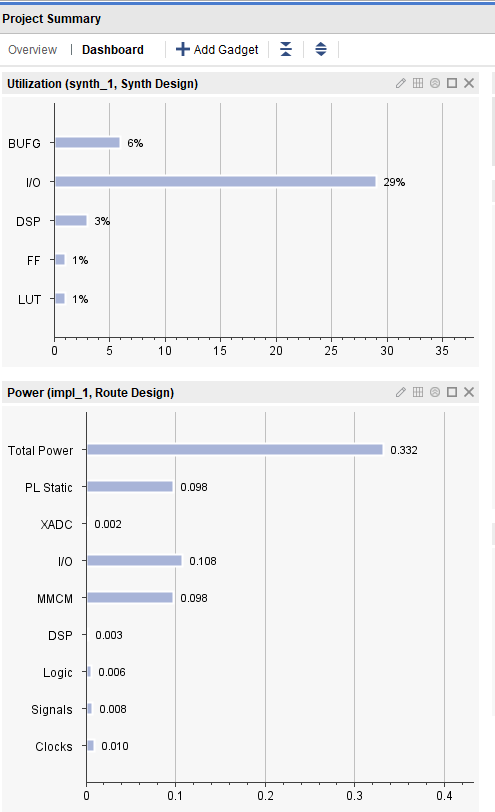 Project Summary
Overview | Dashboard Add Gadget
Utilization (synth_1, Synth Design)
BUFG 6%
I/O 29%
DSP 3%
FF 1%
LUT 1%
0 5 10 15 20 25 30 35
Power (impl_1, Route Design)
Total Power 0.332
PL Static 0.098
XADC 0.002
I/O 0.108
MMCM 0.098
DSP 0.003
Logic 0.006
Signals 0.008
Clocks 0.010
0 0.1 0.2 0.3 0.4